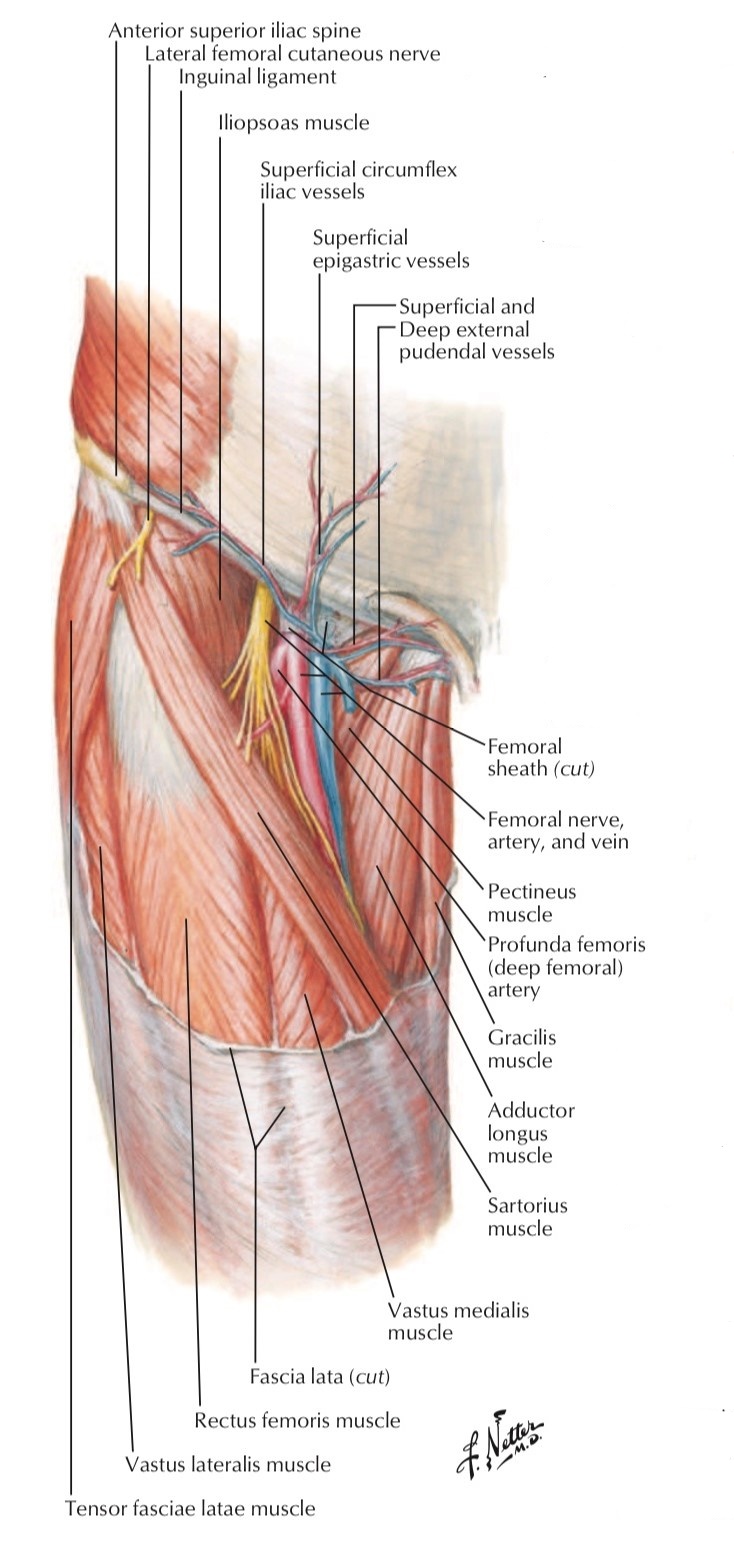 Anterior superior iliac spine
Lateral femoral cutaneous nerve
Inguinal ligament
Iliopsoas muscle
Superficial circumflex
iliac vessels
Superficial
epigastric vessels
Superficial and
Deep external
pudendal vessels
Femoral
sheath (cut)
Femoral nerve,
artery, and vein
Pectineus
muscle
Profunda femoris
(deep femoral)
artery
Gracilis
muscle
Adductor
longus
muscle
Sartorius
muscle
Vastus medialis
muscle
Fascia lata (cut)
Rectus femoris muscle
Vastus lateralis muscle
Tensor fasciae latae muscle
F. Netter
M.D.